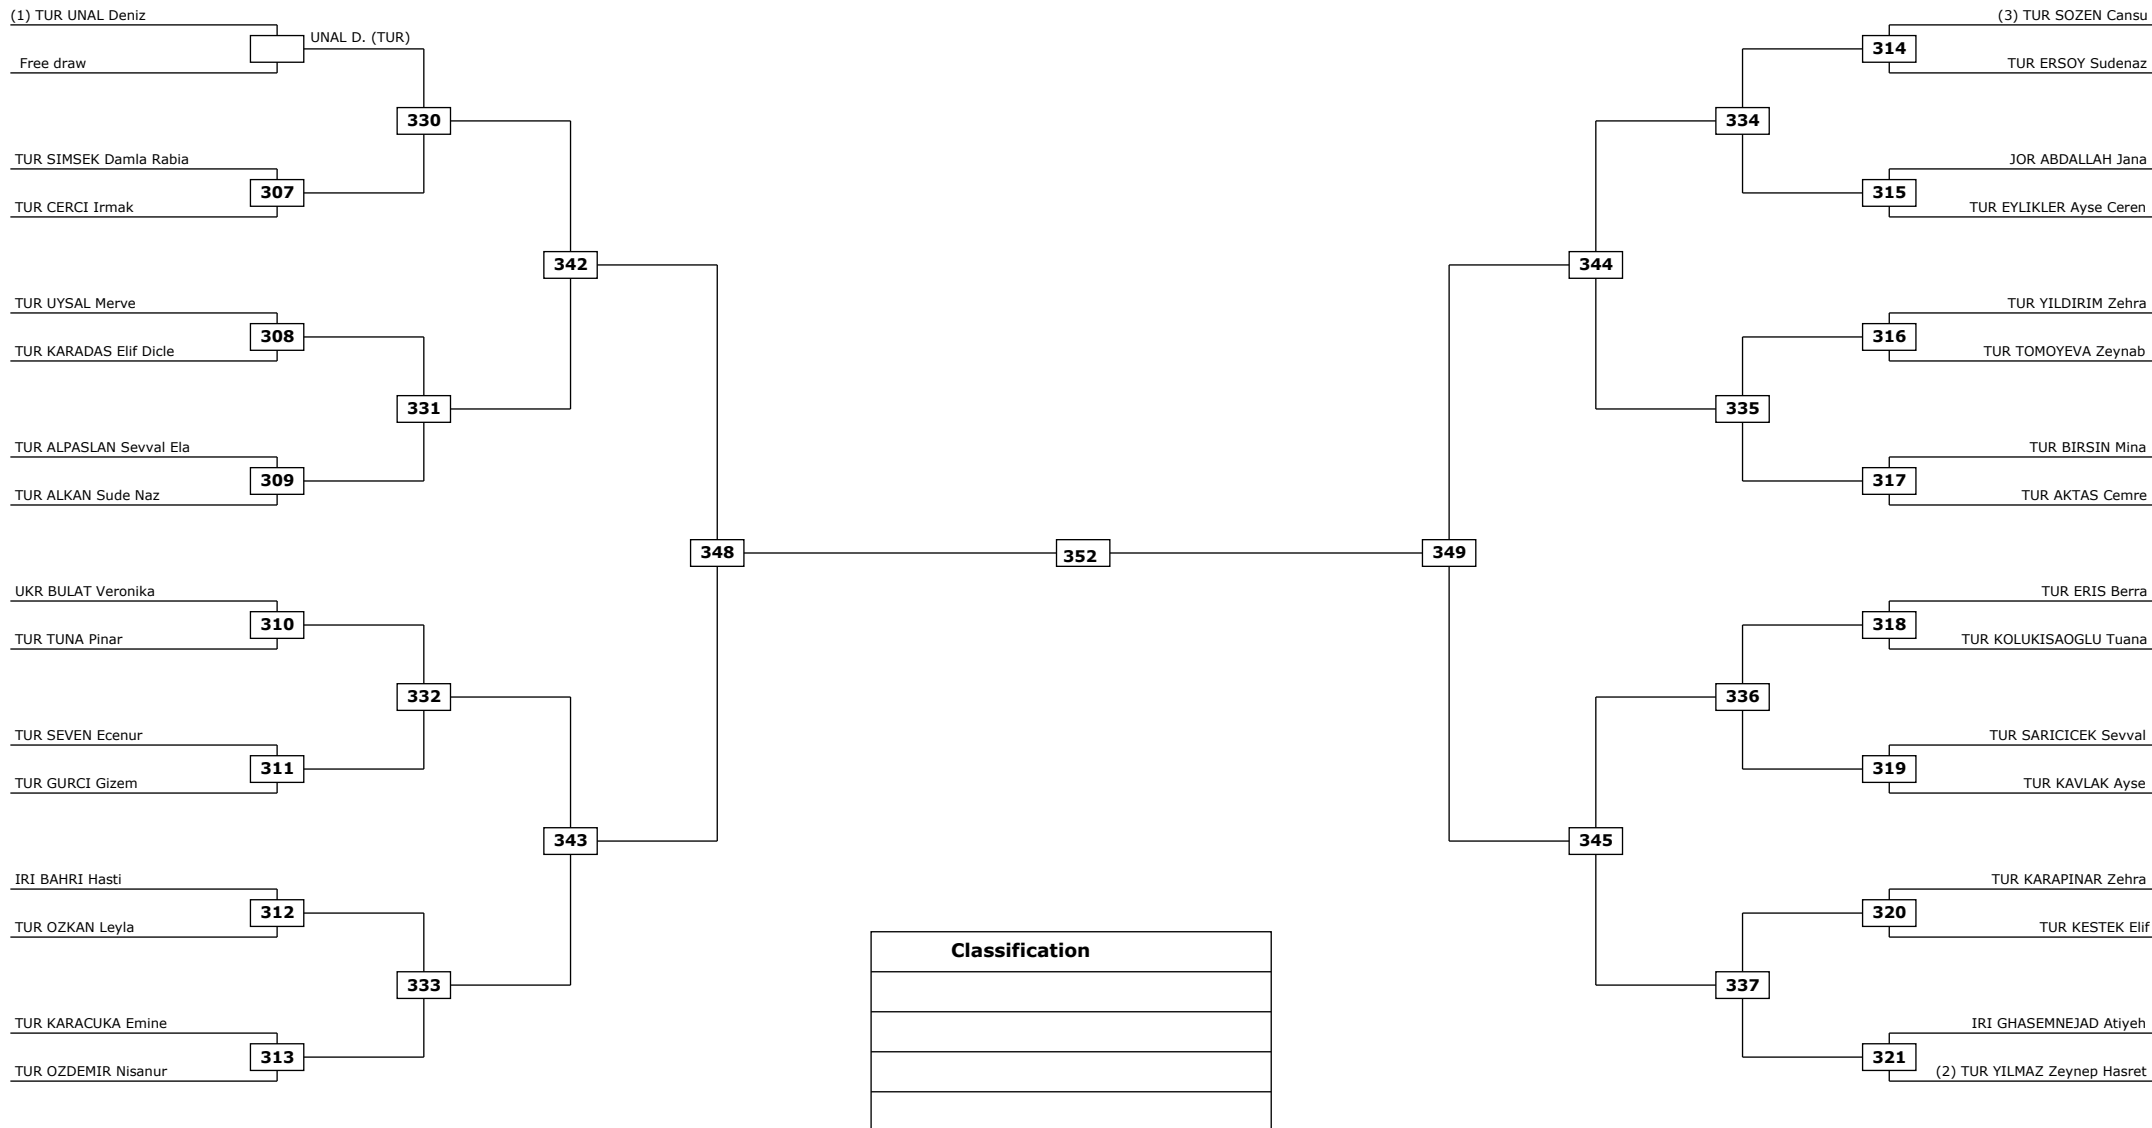 (1) TUR UNAL Deniz
UNAL D. (TUR)
Free draw
330
TUR SIMSEK Damla Rabia
307
TUR CERCI Irmak
342
TUR UYSAL Merve
308
TUR KARADAS Elif Dicle
331
TUR ALPASLAN Sevval Ela
309
TUR ALKAN Sude Naz
348
UKR BULAT Veronika
310
TUR TUNA Pinar
332
TUR SEVEN Ecenur
311
TUR GURCI Gizem
343
IRI BAHRI Hasti
312
TUR OZKAN Leyla
333
TUR KARACUKA Emine
313
TUR OZDEMIR Nisanur
352
(3) TUR SOZEN Cansu
314
TUR ERSOY Sudenaz
334
JOR ABDALLAH Jana
315
TUR EYLIKLER Ayse Ceren
344
TUR YILDIRIM Zehra
316
TUR TOMOYEVA Zeynab
335
TUR BIRSIN Mina
317
TUR AKTAS Cemre
349
TUR ERIS Berra
318
TUR KOLUKISAOGLU Tuana
336
TUR SARICICEK Sevval
319
TUR KAVLAK Ayse
345
TUR KARAPINAR Zehra
320
TUR KESTEK Elif
337
IRI GHASEMNEJAD Atiyeh
321
(2) TUR YILMAZ Zeynep Hasret
Classification